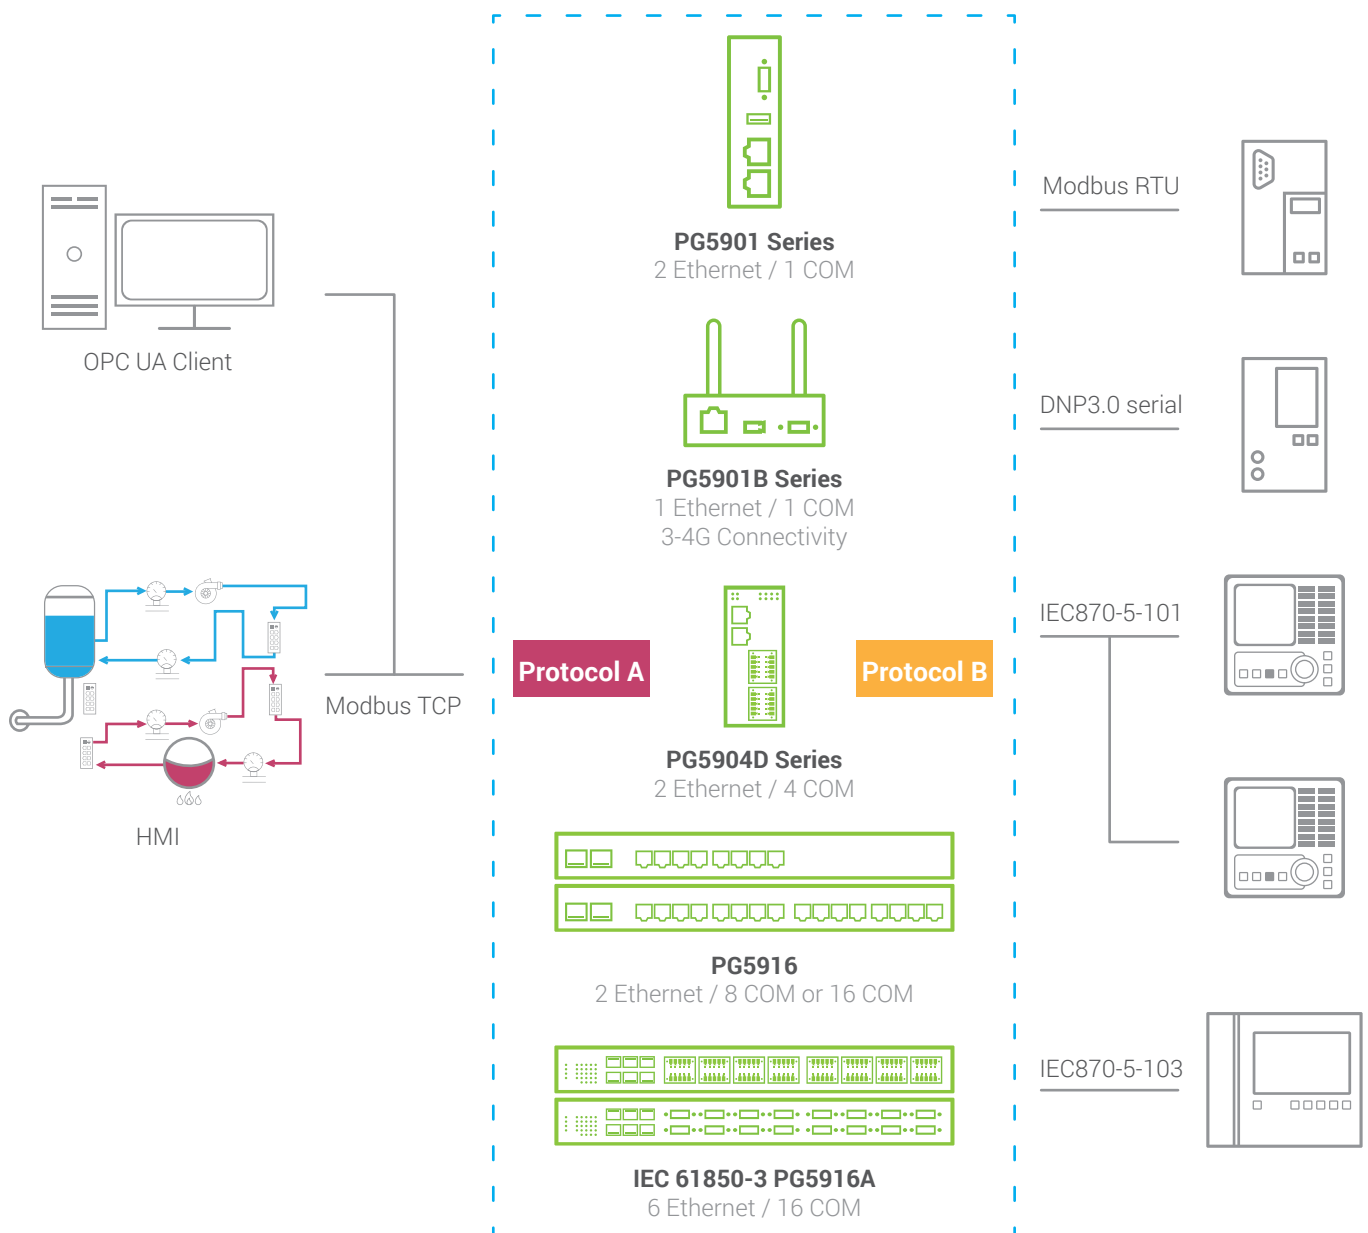 OPC UA Client
HMI
Modbus TCP
Protocol A
PG5901 Series
2 Ethernet / 1 COM
PG5901B Series
1 Ethernet / 1 COM
3-4G Connectivity
PG5904D Series
2 Ethernet / 4 COM
PG5916
2 Ethernet / 8 COM or 16 COM
IEC 61850-3 PG5916A
6 Ethernet / 16 COM
Protocol B
Modbus RTU
DNP3.0 serial
IEC870-5-101
IEC870-5-103